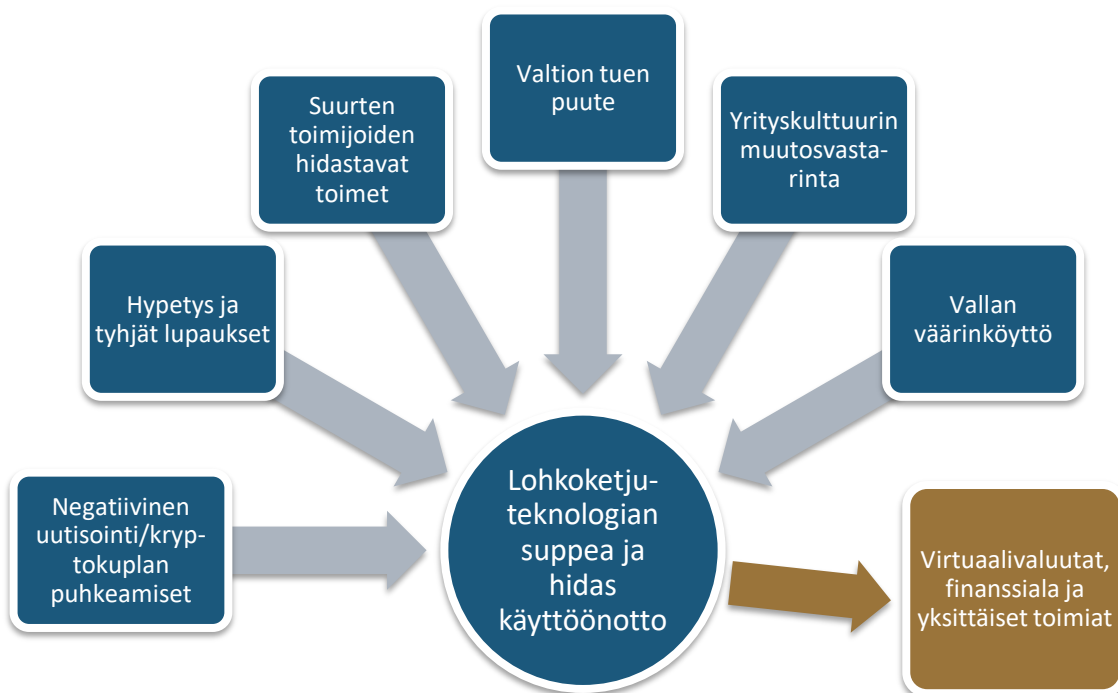 Valtion tuen
puute
Suurten
toimijoiden
hidastavat
toimet
Yrityskulttuurin
muutosvasta-
rinta
Hypetys ja
tyhjät lupaukset
Vallan
väärinköyttö
Negatiivinen
uutisointi/kryp-
tokuplan
puhkeamiset
Lohkoketju-
teknologian
suppea ja
hidas
käyttöönotto
Virtuaalivaluutat,
finanssiala ja
yksittäiset toimiat